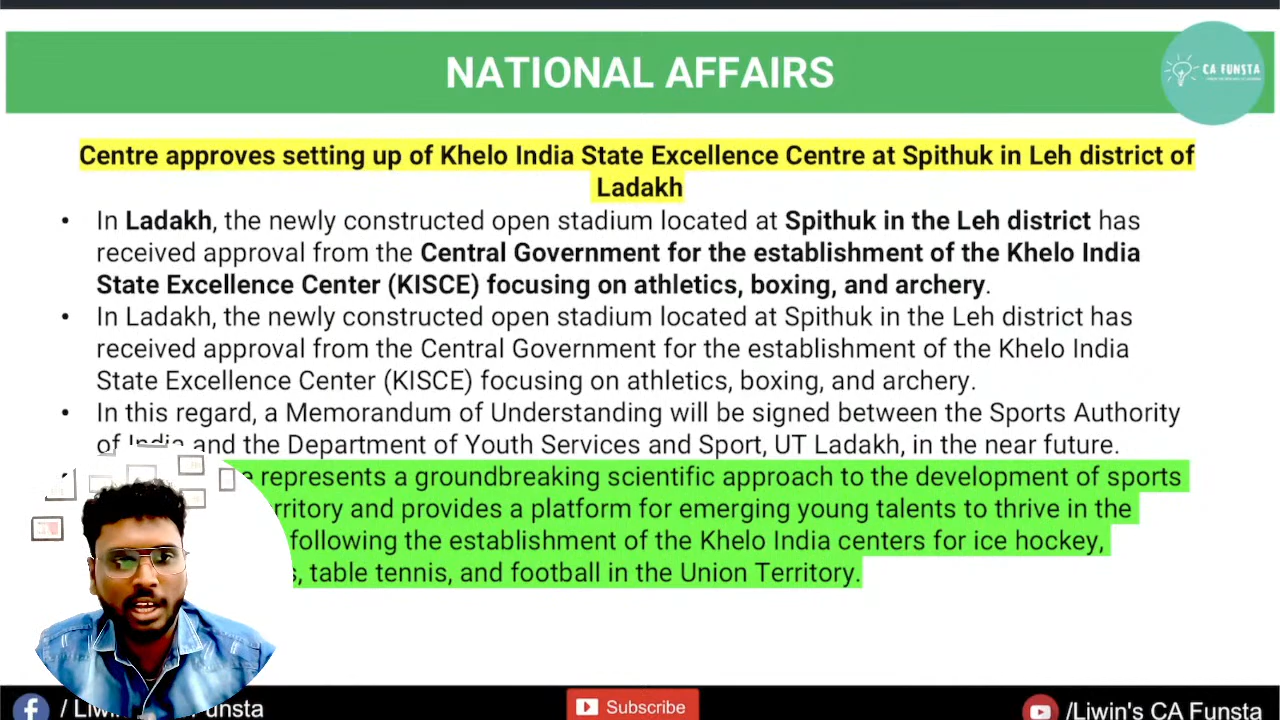 NATIONAL AFFAIRS
CA FUNSTA
Centre approves setting up of Khelo India State Excellence Centre at Spithuk in Leh district of
Ladakh
• In Ladakh, the newly constructed open stadium located at Spithuk in the Leh district has
received approval from the Central Government for the establishment of the Khelo India
State Excellence Center (KISCE) focusing on athletics, boxing, and archery.
• In Ladakh, the newly constructed open stadium located at Spithuk in the Leh district has
received approval from the Central Government for the establishment of the Khelo India
State Excellence Center (KISCE) focusing on athletics, boxing, and archery.
• In this regard, a Memorandum of Understanding will be signed between the Sports Authority
of India and the Department of Youth Services and Sport, UT Ladakh, in the near future.
represents a groundbreaking scientific approach to the development of sports
and provides a platform for emerging young talents to thrive in the
following the establishment of the Khelo India centers for ice hockey,
table tennis, and football in the Union Territory.
Subscribe
/Liwin's CA Funsta